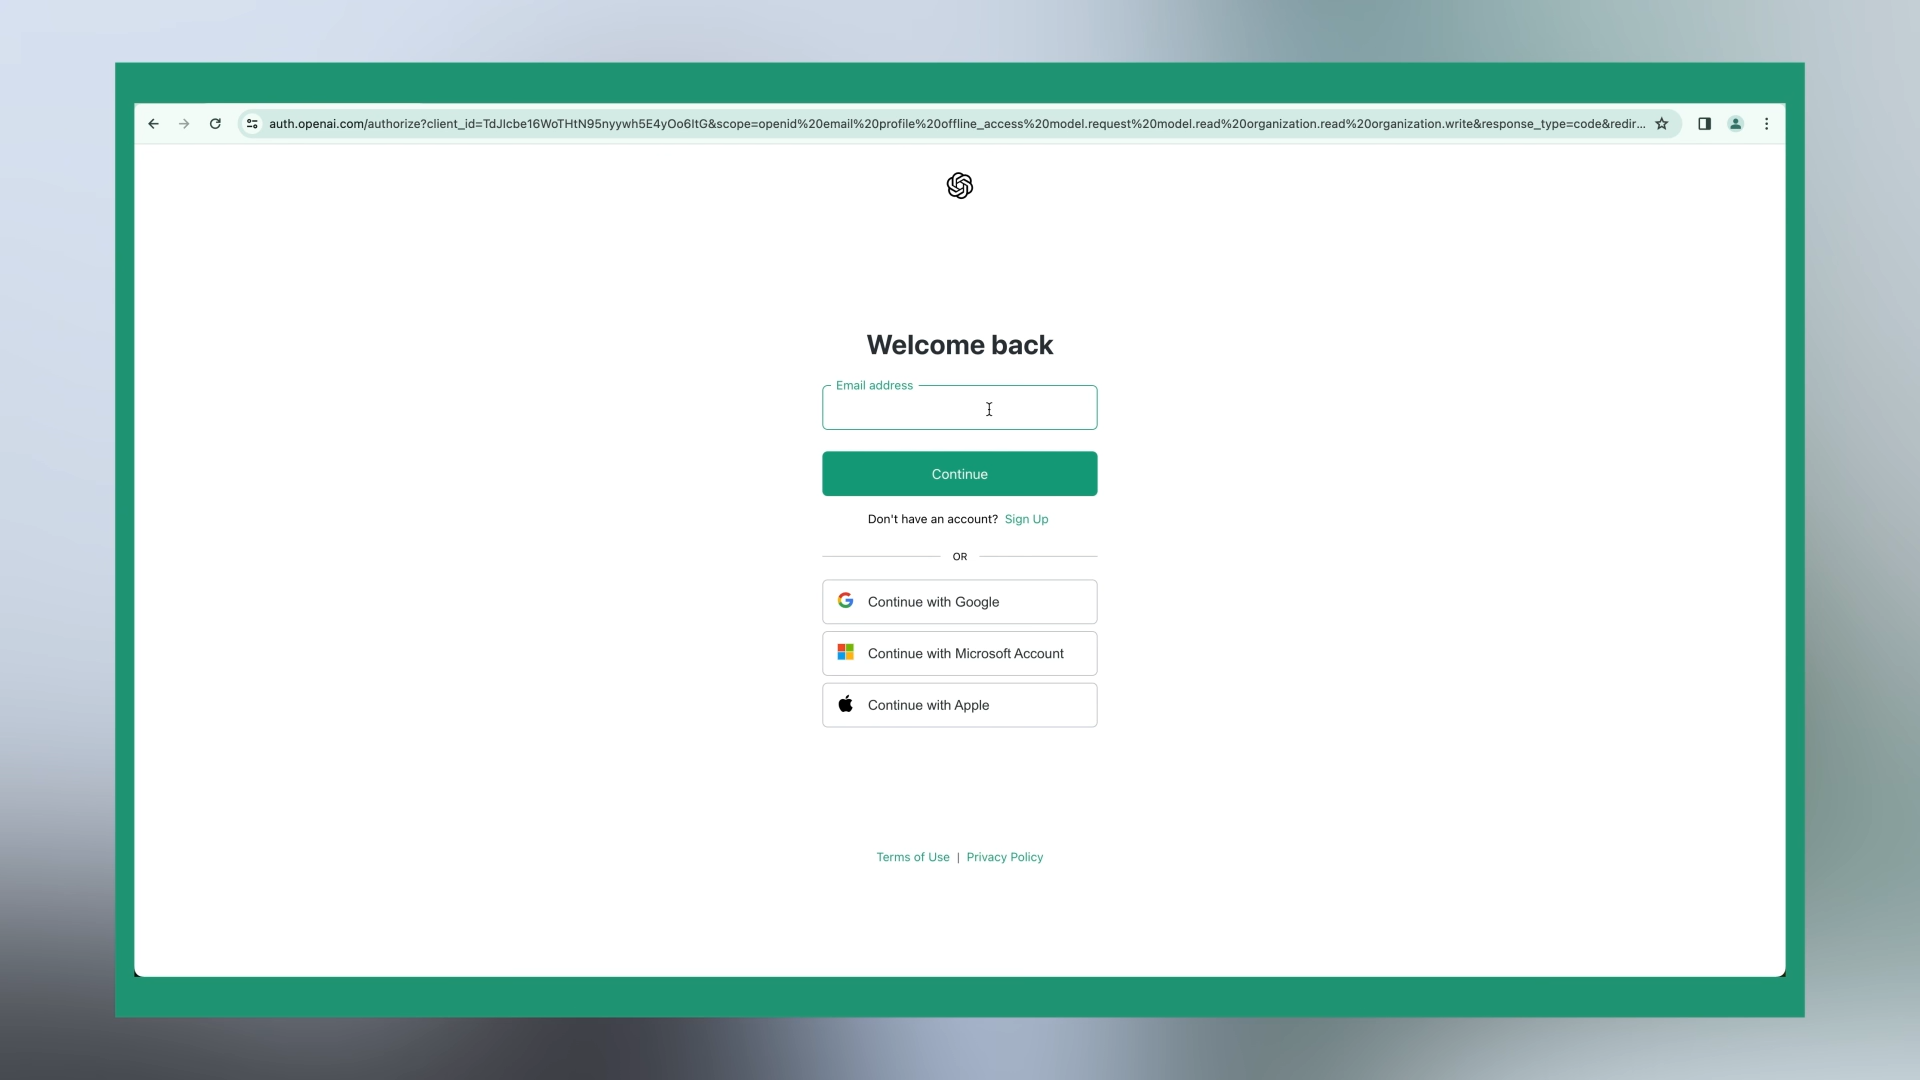 auth.openai.com/authorize?client_id=TdJIcbe16WoTHtN95nyywh5E4yOo6ItG&scope=openid%20email%20profile%20offline_access%20model.request%20model.read%20organization.read%20organization.write&response_type=code&redir...
Welcome back
Email address
Continue
Don't have an account? Sign Up
OR
Continue with Google
Continue with Microsoft Account
Continue with Apple
Terms of Use | Privacy Policy